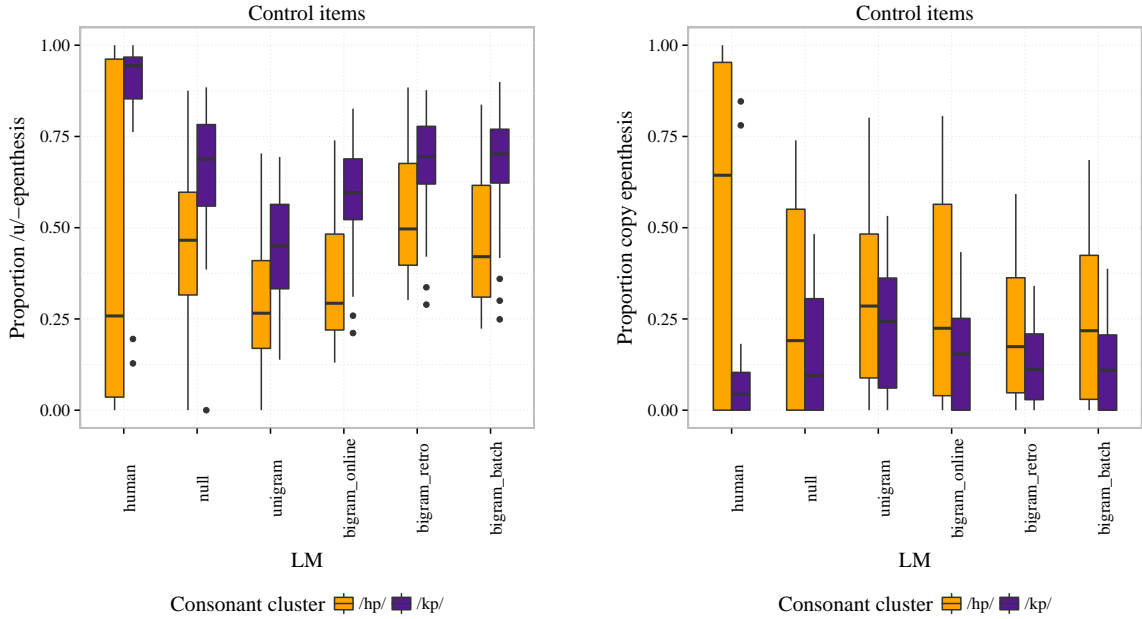 Control items
Proportion /u/−epenthesis
1.00
0.75
0.50
0.25
0.00
human
null
unigram
bigram_online
bigram_retro
bigram_batch
LM
Consonant cluster /hp/ /kp/
Control items
Proportion copy epenthesis
1.00
0.75
0.50
0.25
0.00
human
null
unigram
bigram_online
bigram_retro
bigram_batch
LM
Consonant cluster /hp/ /kp/